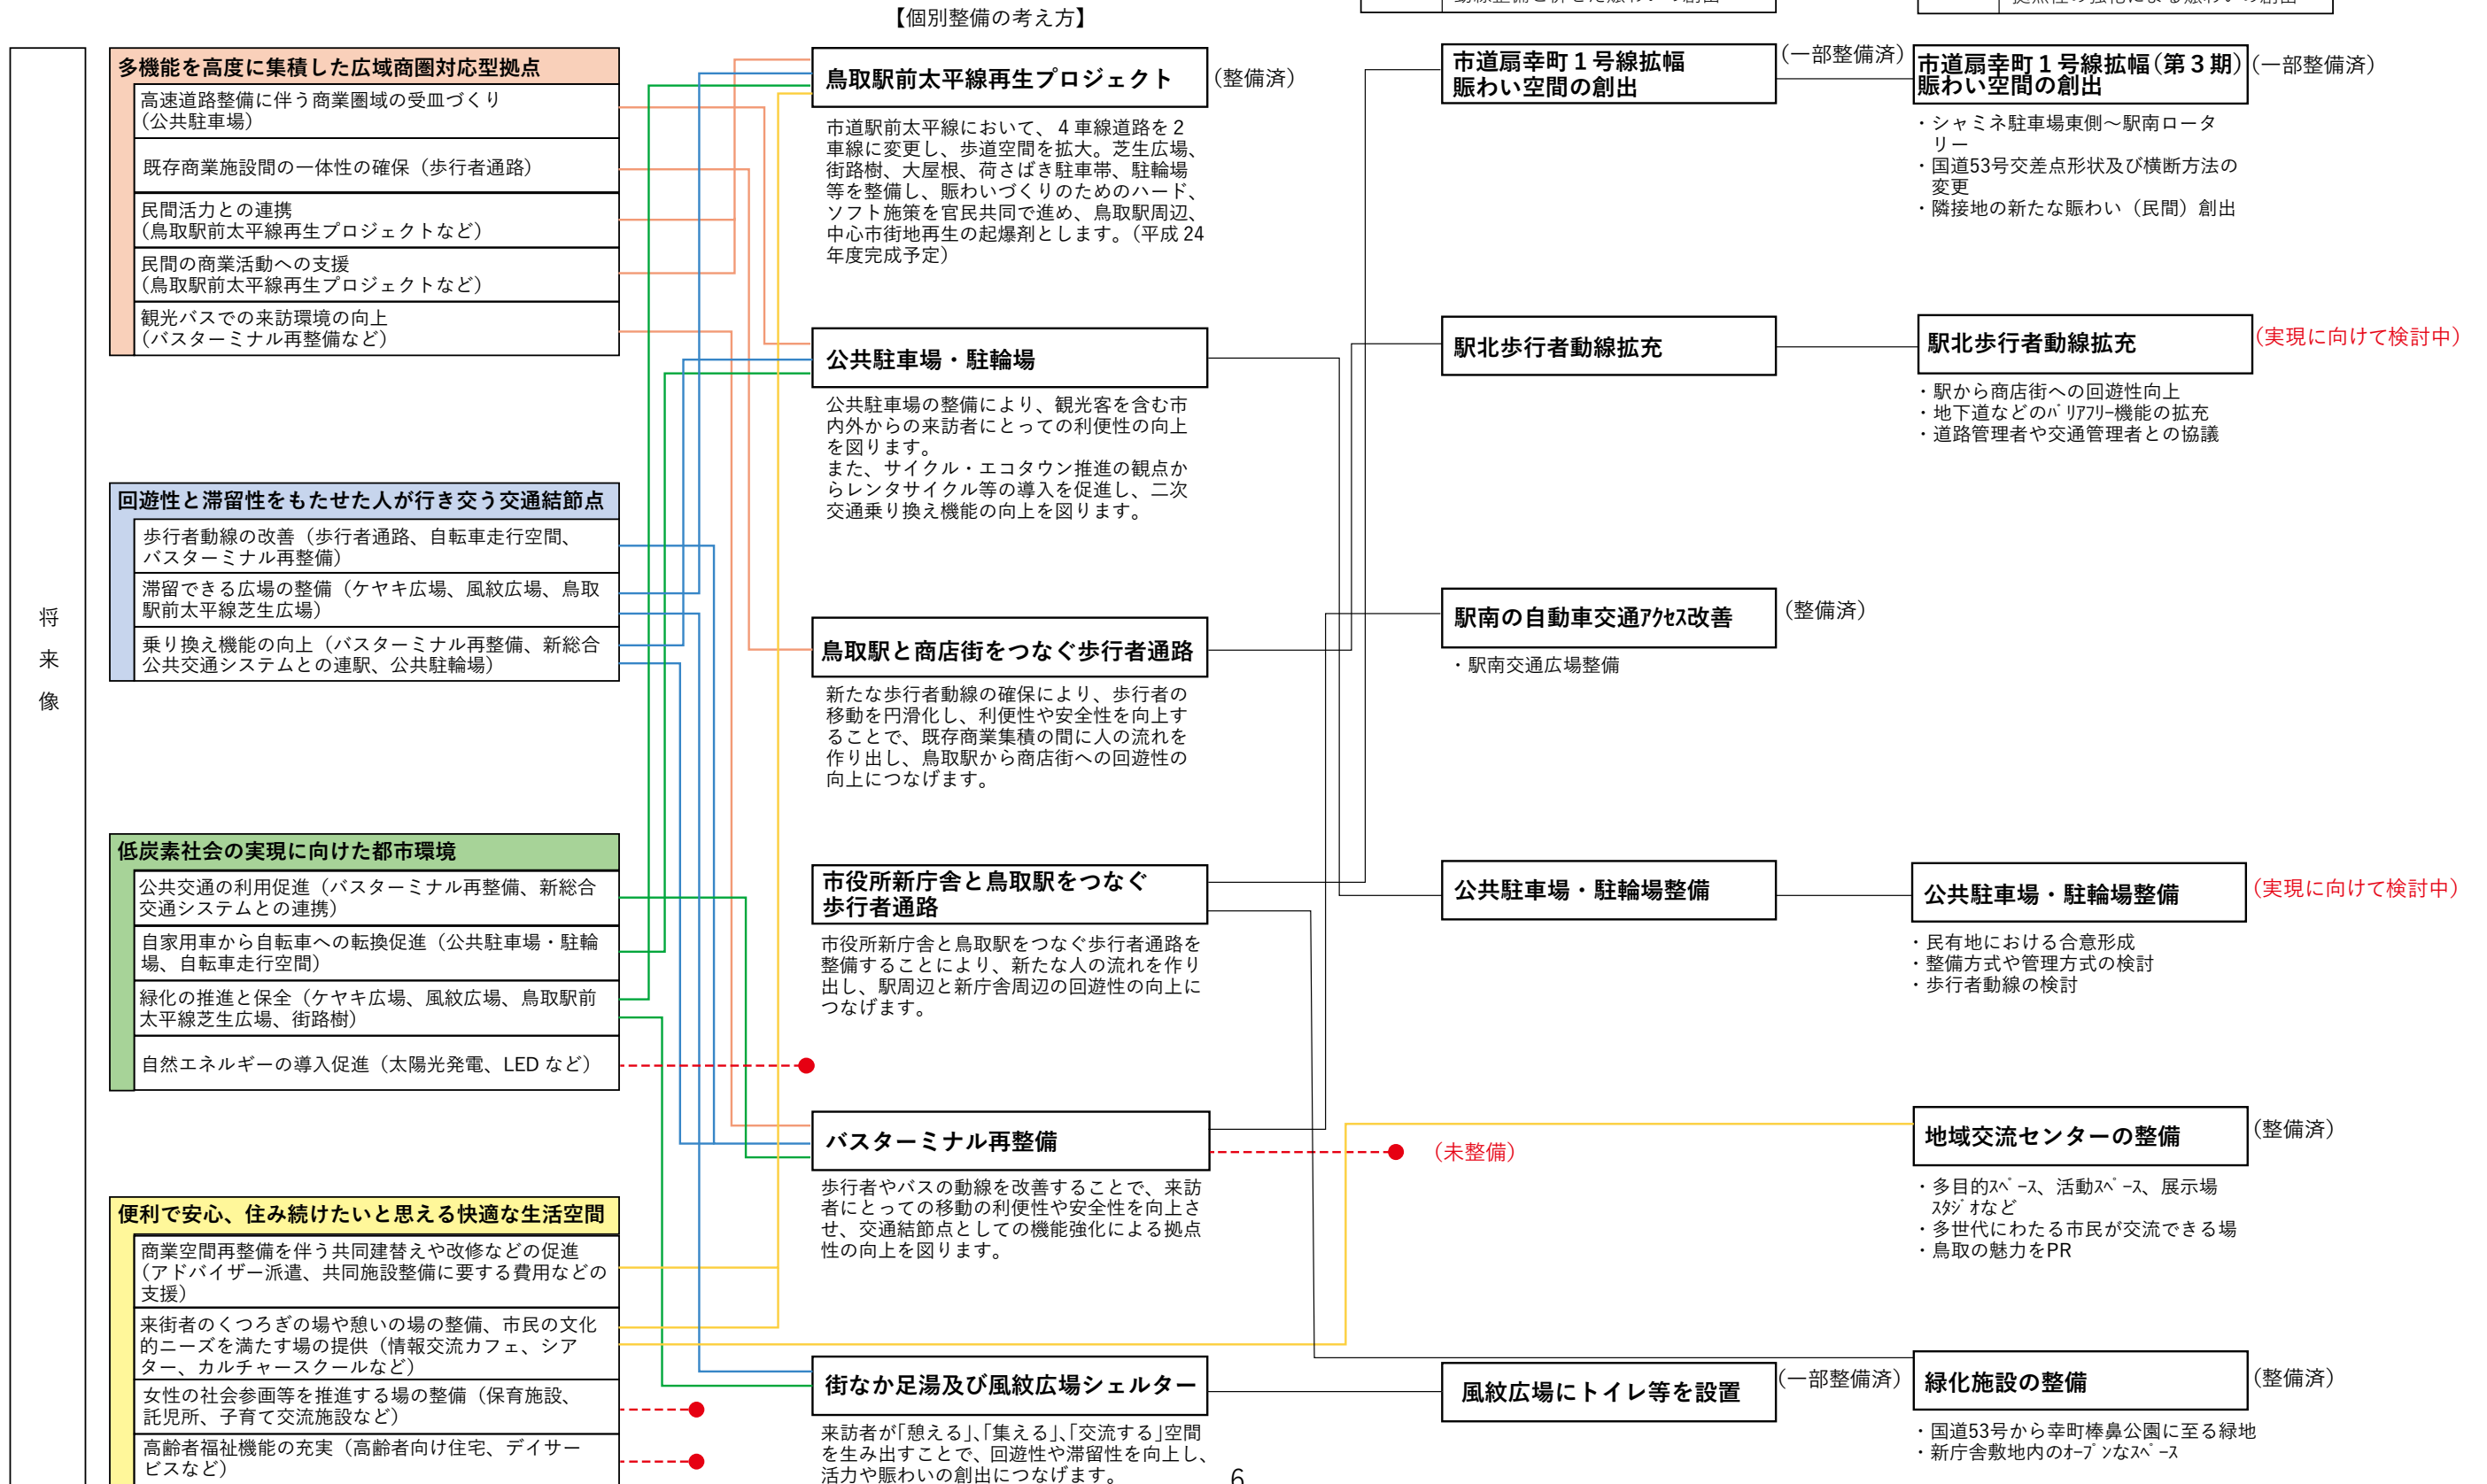 【個別整備の考え方】
将
来
像
多機能を高度に集積した広域商圏対応型拠点
高速道路整備に伴う商業圏域の受皿づくり
(公共駐車場)
既存商業施設間の一体性の確保（歩行者通路）
民間活力との連携
(鳥取駅前太平線再生プロジェクトなど)
民間の商業活動への支援
(鳥取駅前太平線再生プロジェクトなど)
観光バスでの来訪環境の向上
(バスターミナル再整備など)
回遊性と滞留性をもたせた人が行き交う交通結節点
歩行者動線の改善（歩行者通路、自転車走行空間、
バスターミナル再整備）
滞留できる広場の整備（ケヤキ広場、風紋広場、鳥取
駅前太平線芝生広場）
乗り換え機能の向上（バスターミナル再整備、新総合
公共交通システムとの連駅、公共駐輪場）
低炭素社会の実現に向けた都市環境
公共交通の利用促進（バスターミナル再整備、新総合
交通システムとの連携）
自家用車から自転車への転換促進（公共駐車場・駐輪
場、自転車走行空間）
緑化の推進と保全（ケヤキ広場、風紋広場、鳥取駅前
太平線芝生広場、街路樹）
自然エネルギーの導入促進（太陽光発電、LED など）
便利で安心、住み続けたいと思える快適な生活空間
商業空間再整備を伴う共同建替えや改修などの促進
（アドバイザー派遣、共同施設整備に要する費用などの
支援）
来街者のくつろぎの場や憩いの場の整備、市民の文化
的ニーズを満たす場の提供（情報交流カフェ、シア
ター、カルチャースクールなど）
女性の社会参画等を推進する場の整備（保育施設、
託児所、子育て交流施設など）
高齢者福祉機能の充実（高齢者向け住宅、デイサー
ビスなど）
鳥取駅前太平線再生プロジェクト
(整備済)
市道駅前太平線において、４車線道路を２
車線に変更し、歩道空間を拡大。芝生広場、
街路樹、大屋根、荷さばき駐車帯、駐輪場
等を整備し、賑わいづくりのためのハード、
ソフト施策を官民共同で進め、鳥取駅周辺、
中心市街地再生の起爆剤とします。(平成 24
年度完成予定)
公共駐車場・駐輪場
公共駐車場の整備により、観光客を含む市
内外からの来訪者にとっての利便性の向上
を図ります。
また、サイクル・エコタウン推進の観点か
らレンタサイクル等の導入を促進し、二次
交通乗り換え機能の向上を図ります。
鳥取駅と商店街をつなぐ歩行者通路
新たな歩行者動線の確保により、歩行者の
移動を円滑化し、利便性や安全性を向上す
ることで、既存商業集積の間に人の流れを
作り出し、鳥取駅から商店街への回遊性の
向上につなげます。
市役所新庁舎と鳥取駅をつなぐ
歩行者通路
市役所新庁舎と鳥取駅をつなぐ歩行者通路を
整備することにより、新たな人の流れを作り
出し、駅周辺と新庁舎周辺の回遊性の向上に
つなげます。
バスターミナル再整備
(未整備)
歩行者やバスの動線を改善することで、来訪
者にとっての移動の利便性や安全性を向上さ
せ、交通結節点としての機能強化による拠点
性の向上を図ります。
街なか足湯及び風紋広場シェルター
来訪者が「憩える」、「集える」、「交流する」空間
を生み出すことで、回遊性や滞留性を向上し、
活力や賑わいの創出につなげます。
市道扇幸町１号線拡幅
賑わい空間の創出
(一部整備済)
駅北歩行者動線拡充
駅南の自動車交通ｱｸｾｽ改善
(整備済)
・駅南交通広場整備
公共駐車場・駐輪場整備
風紋広場にトイレ等を設置
(一部整備済)
市道扇幸町１号線拡幅(第３期)
賑わい空間の創出
(一部整備済)
・シャミネ駐車場東側～駅南ロータ
リー
・国道53号交差点形状及び横断方法の
変更
・隣接地の新たな賑わい（民間）創出
駅北歩行者動線拡充
(実現に向けて検討中)
・駅から商店街への回遊性向上
・地下道などのﾊﾞﾘｱﾌﾘｰ機能の拡充
・道路管理者や交通管理者との協議
公共駐車場・駐輪場整備
(実現に向けて検討中)
・民有地における合意形成
・整備方式や管理方式の検討
・歩行者動線の検討
地域交流センターの整備
(整備済)
・多目的ｽﾍﾟｰｽ、活動ｽﾍﾟｰｽ、展示場
ｽﾀｼﾞｵなど
・多世代にわたる市民が交流できる場
・鳥取の魅力をPR
緑化施設の整備
(整備済)
・国道53号から幸町棒鼻公園に至る緑地
・新庁舎敷地内のｵｰﾌﾟﾝなｽﾍﾟｰｽ
6